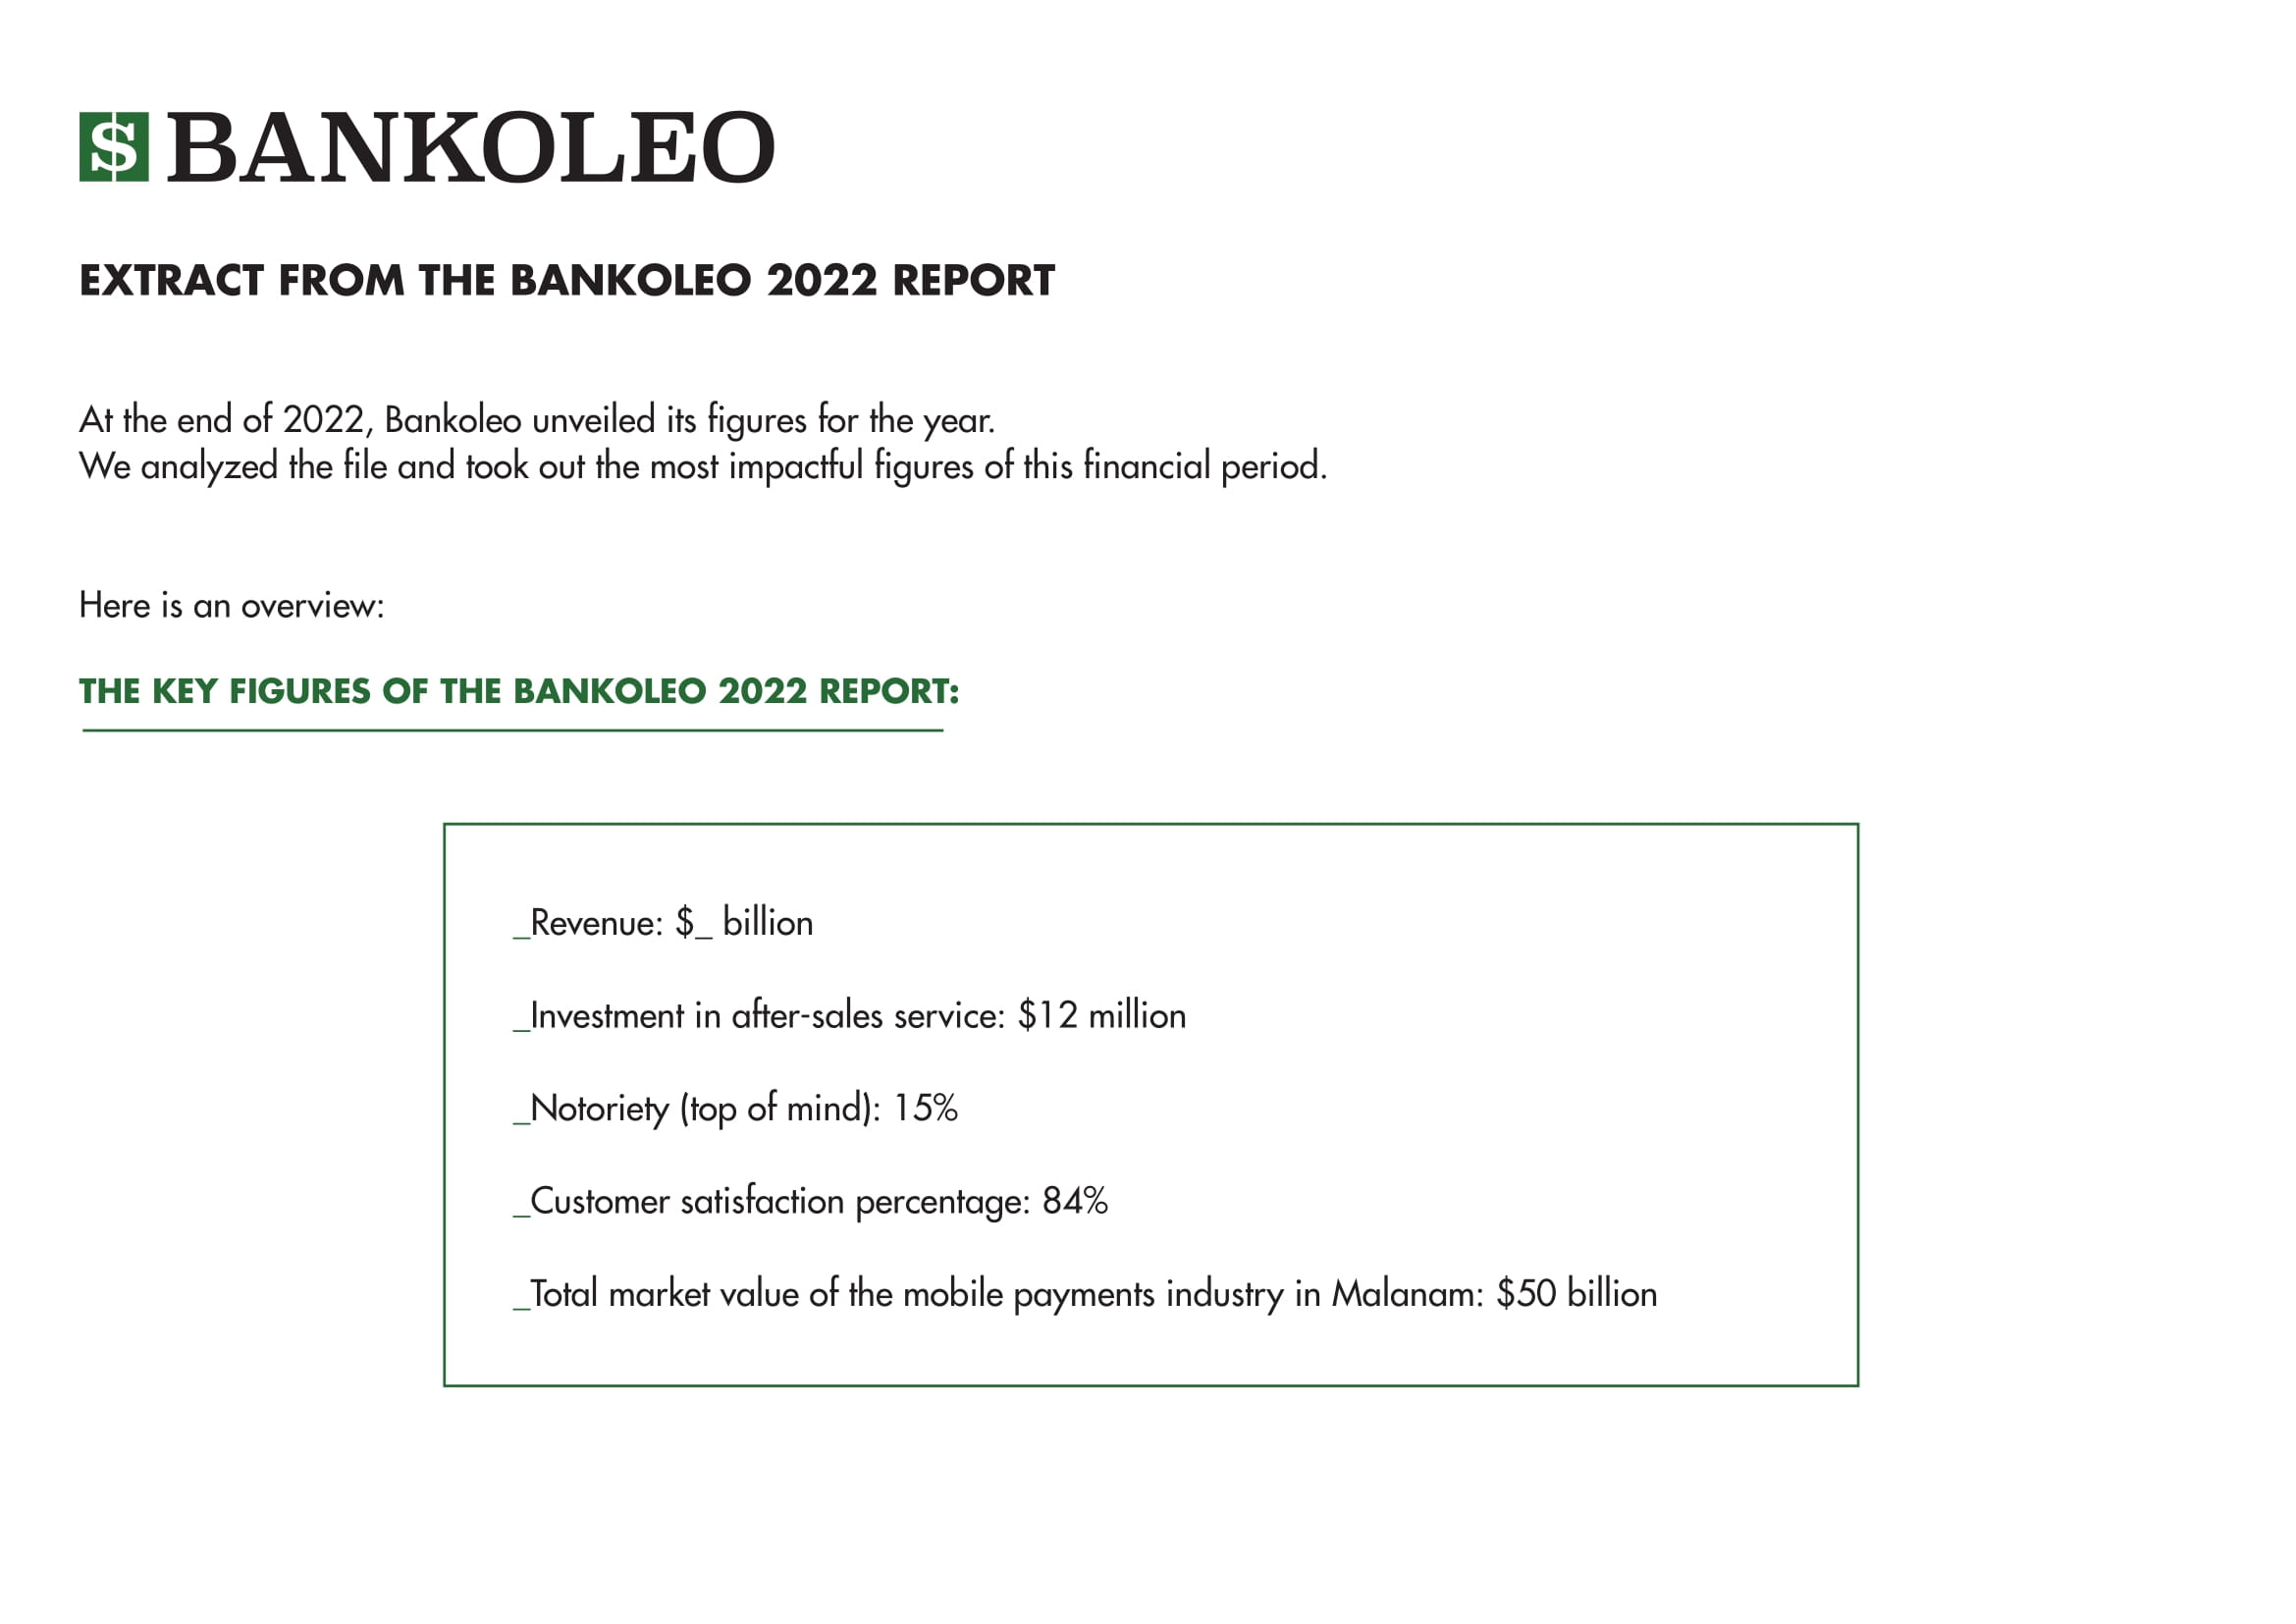 $ BANKOLEO
EXTRACT FROM THE BANKOLEO 2022 REPORT
At the end of 2022, Bankoleo unveiled its figures for the year.
We analyzed the file and took out the most impactful figures of this financial period.
Here is an overview:
THE KEY FIGURES OF THE BANKOLEO 2022 REPORT:
_Revenue: $_ billion
_Investment in after-sales service: $12 million
_Notoriety (top of mind): 15%
_Customer satisfaction percentage: 84%
_Total market value of the mobile payments industry in Malanam: $50 billion